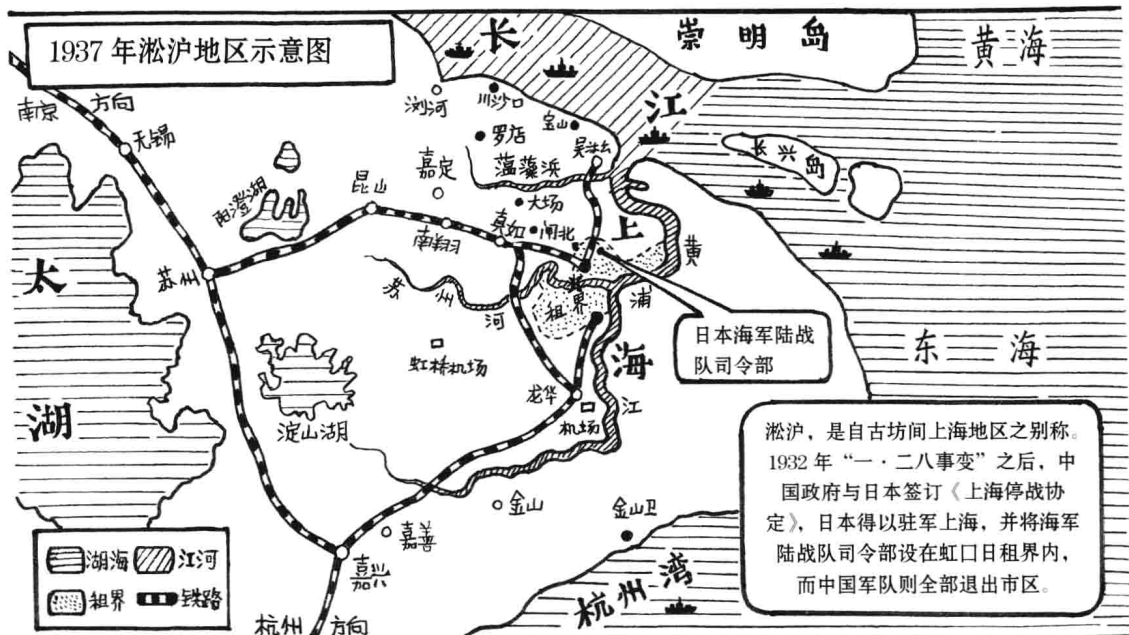 1937年淞沪地区示意图
长
江
崇明岛
黄海
南京
方向
无锡
浏河
川沙口
宝山
罗店
吴淞
嘉定
蕰藻浜
长兴岛
阳澄湖
昆山
大场
南翔
真如
闸北
上
海
太
湖
苏州
苏
州
河
租界
黄
浦
江
日本海军陆战
队司令部
东海
虹桥机场
龙华
机场
淀山湖
金山
金山卫
嘉善
嘉兴
杭州
方向
杭州湾
湖海
江河
租界
铁路
淞沪，是自古坊间上海地区之别称。
1932年“一·二八事变”之后，中
国政府与日本签订《上海停战协
定》，日本得以驻军上海，并将海军
陆战队司令部设在虹口日租界内，
而中国军队则全部退出市区。